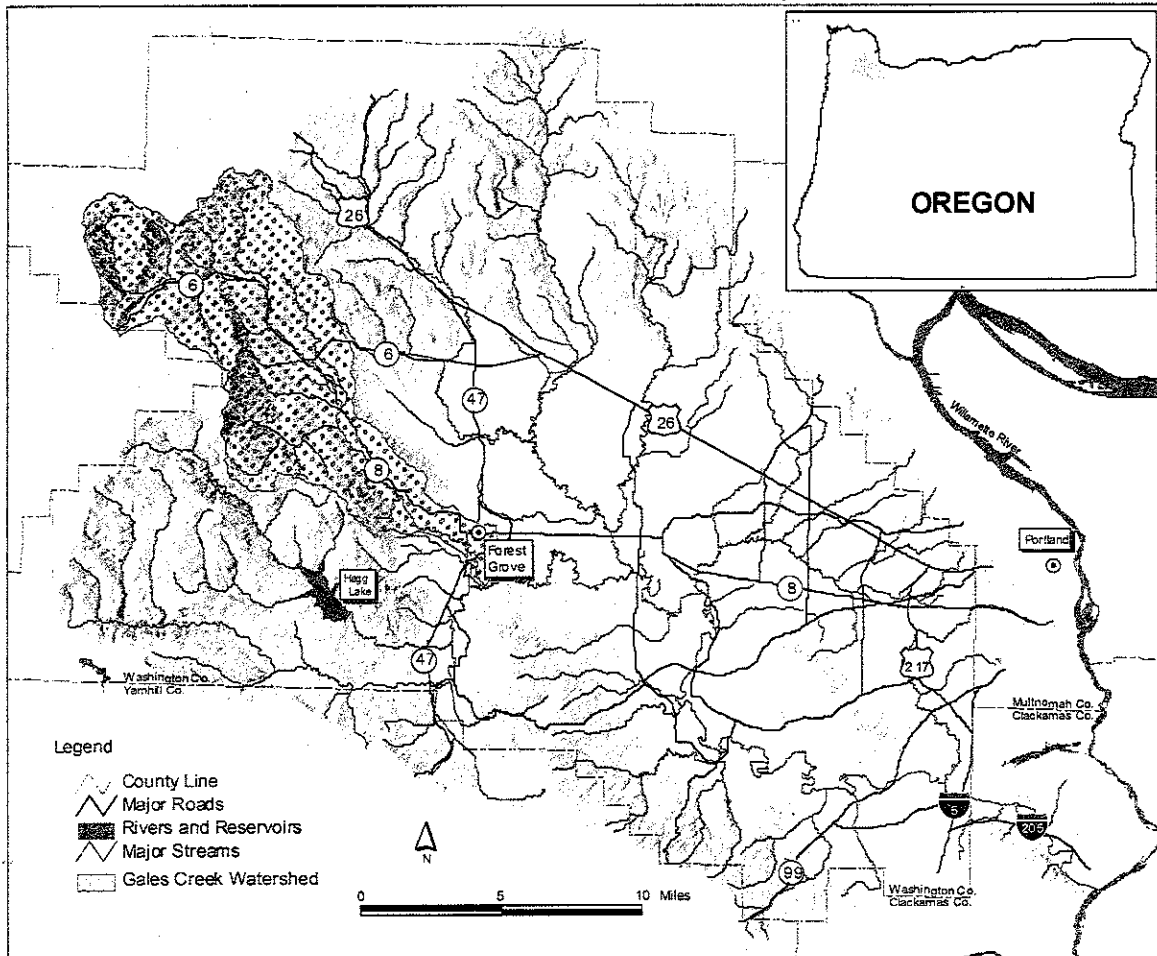 OREGON
26
6
6
47
26
Willamette River
8
Forest
Grove
Portland
Hagg
Lake
8
47
217
Washington Co.
Yamhill Co.
Multnomah Co.
Clackamas Co.
Legend
County Line
Major Roads
Rivers and Reservoirs
Major Streams
Gales Creek Watershed
N
0 5 10 Miles
5
205
99
Washington Co.
Clackamas Co.